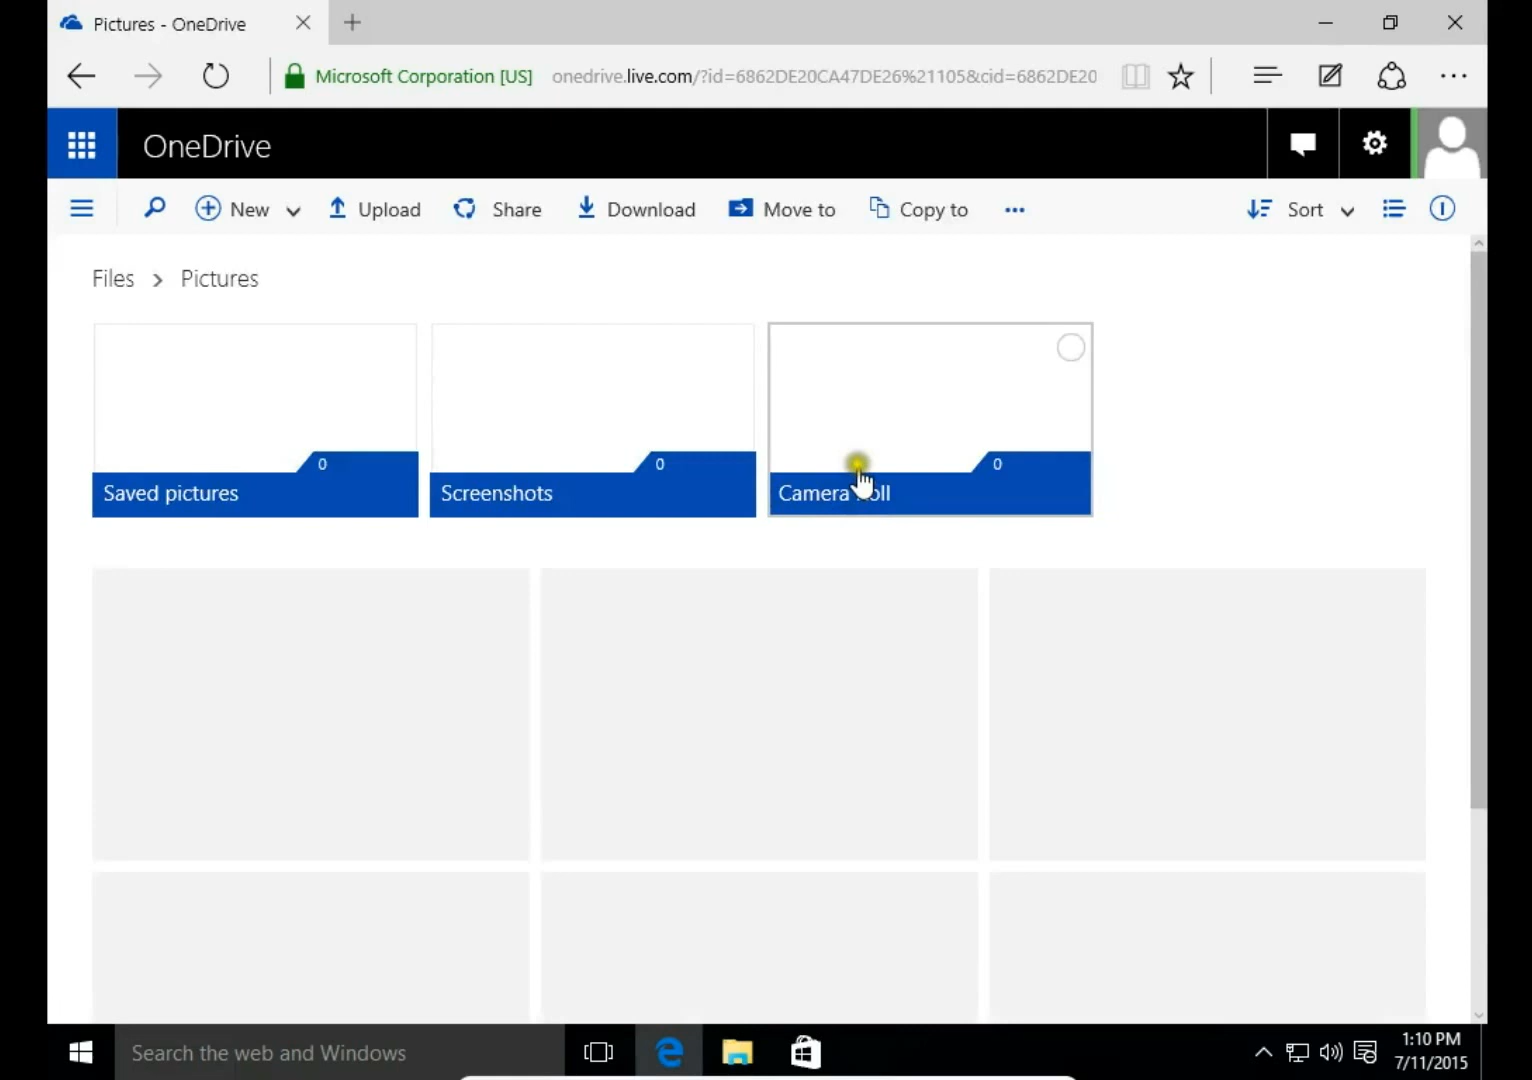 Pictures - OneDrive
Microsoft Corporation [US] onedrive.live.com/?id=6862DE20CA47DE26%21105&cid=6862DE20
OneDrive
New Upload Share Download Move to Copy to ... Sort
Files > Pictures
0 0 0
Saved pictures Screenshots Camera Roll
Search the web and Windows
1:10 PM
7/11/2015